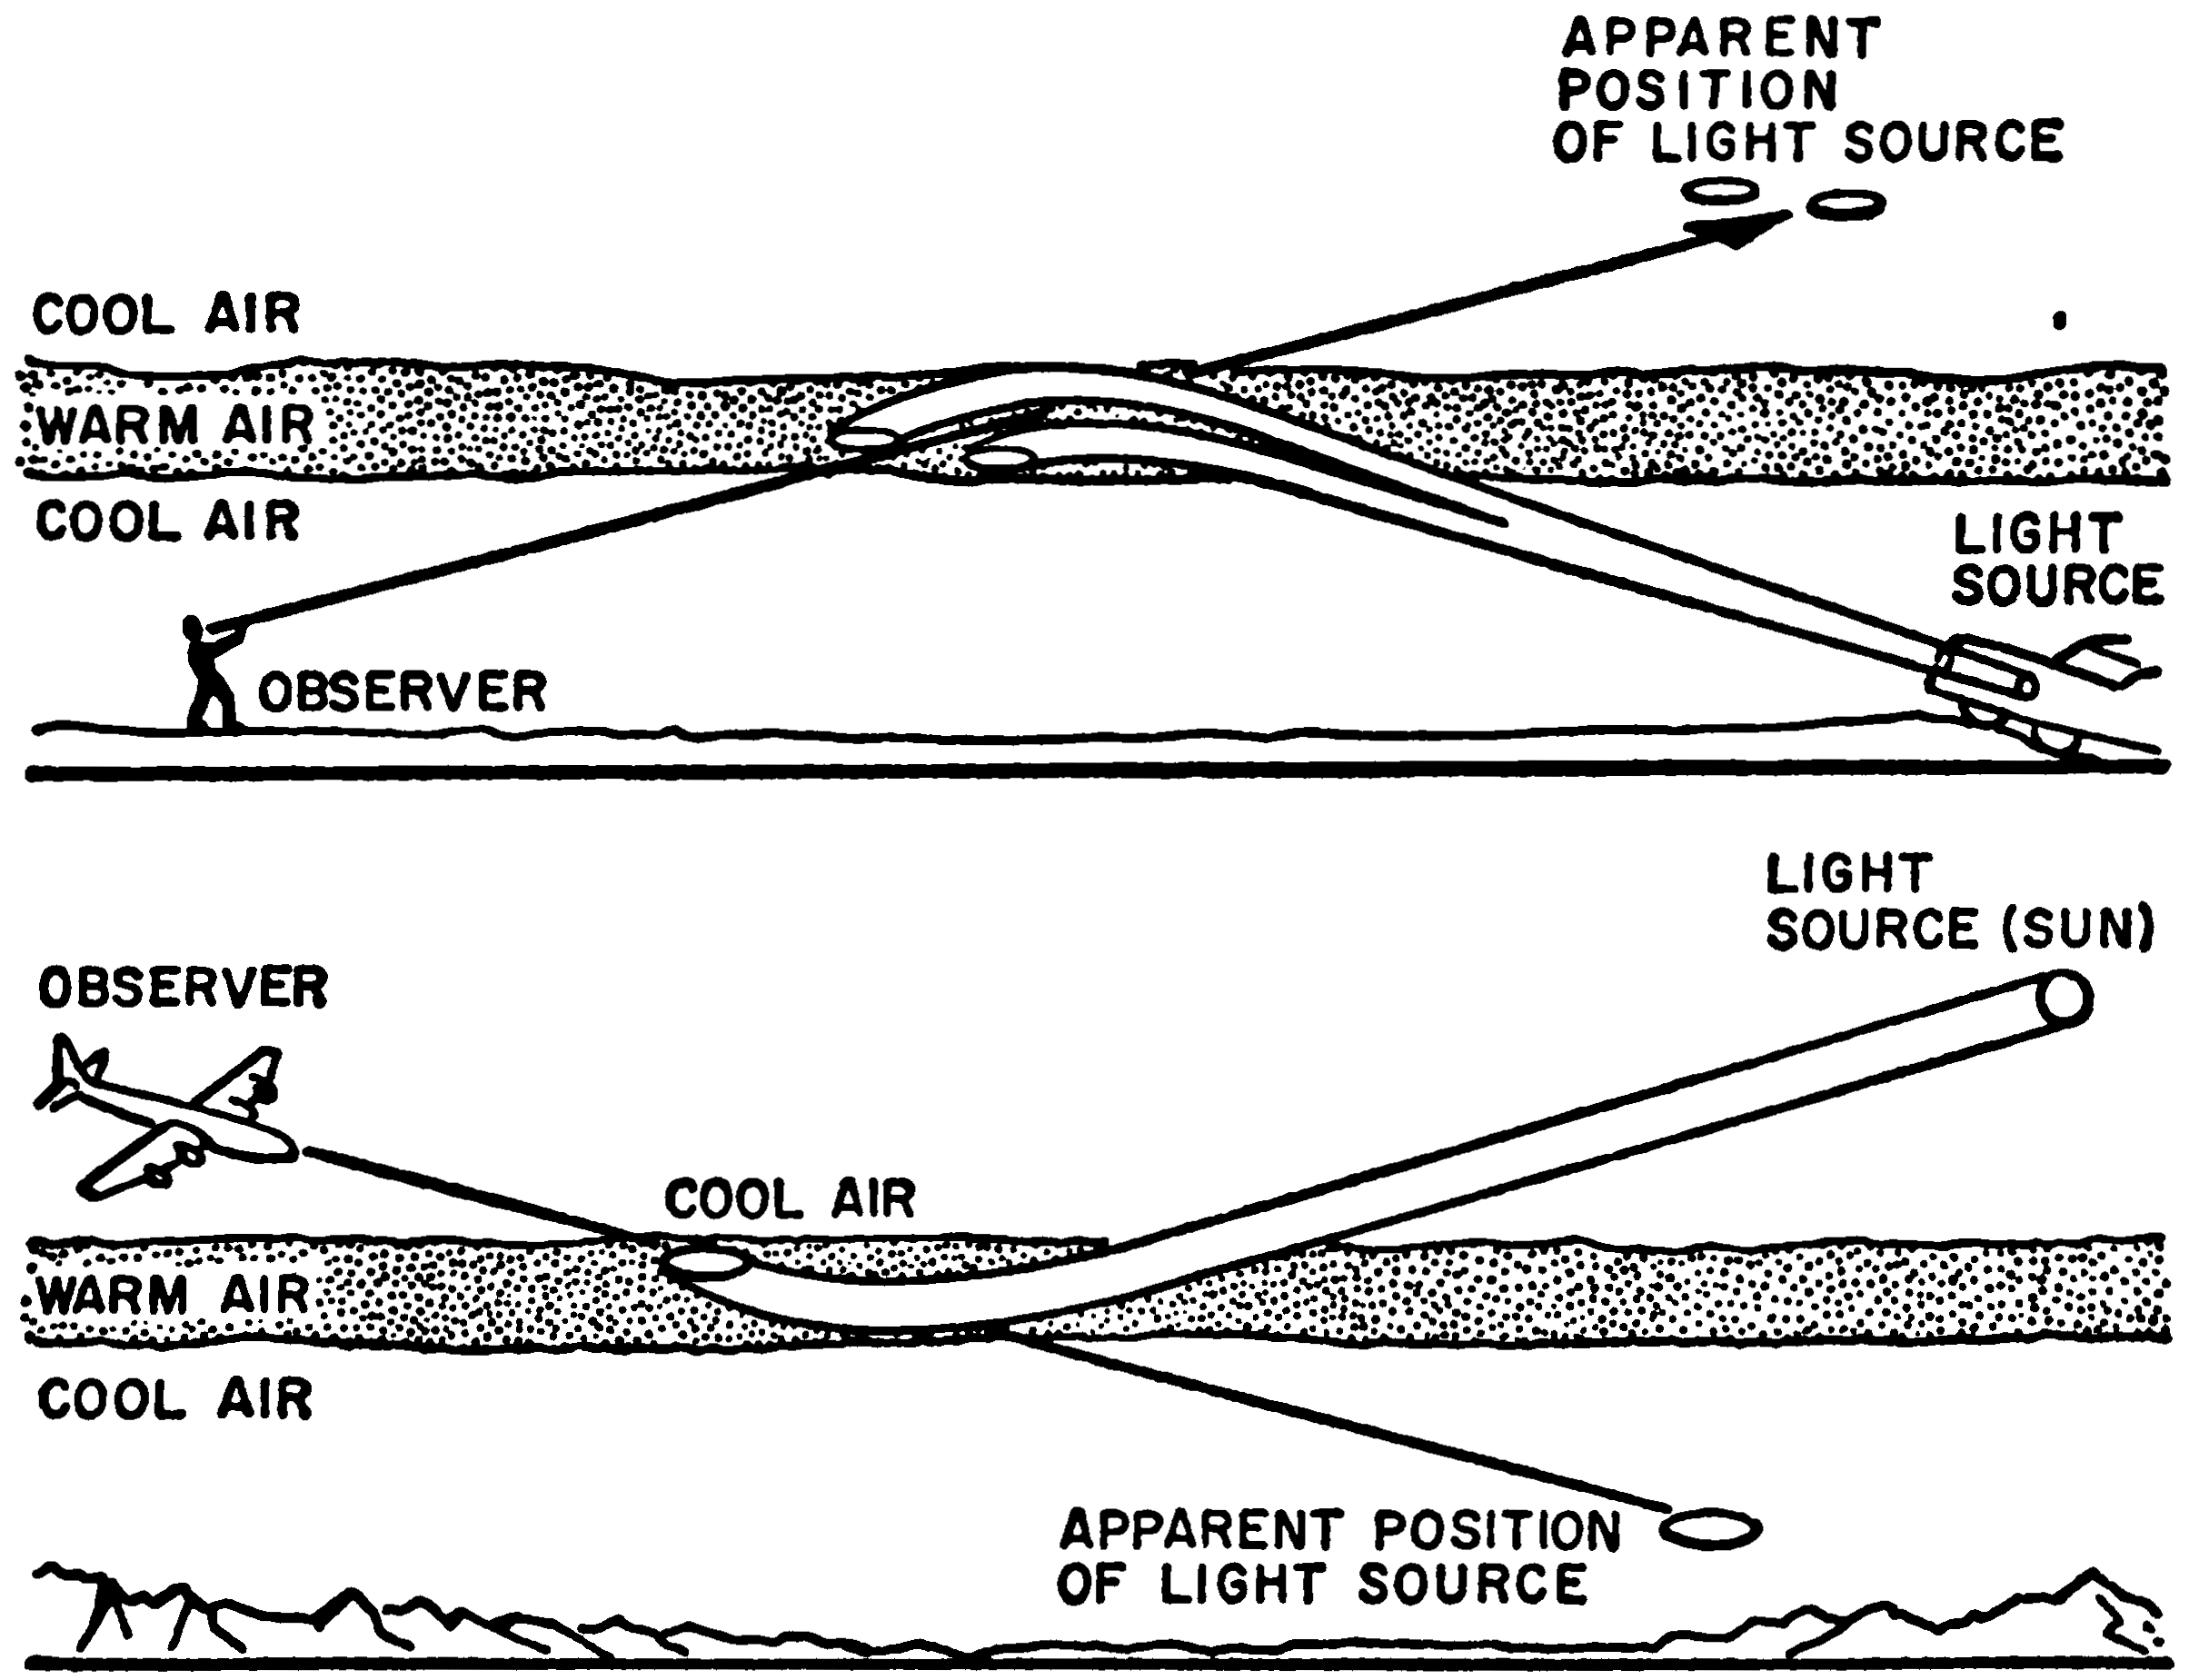 APPARENT
POSITION
OF LIGHT SOURCE
COOL AIR
WARM AIR
COOL AIR
LIGHT
SOURCE
OBSERVER
LIGHT
SOURCE (SUN)
OBSERVER
COOL AIR
WARM AIR
COOL AIR
APPARENT POSITION
OF LIGHT SOURCE